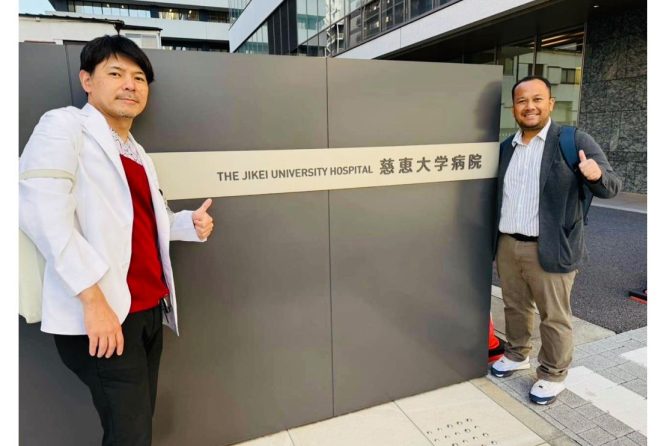 THE JIKEI UNIVERSITY HOSPITAL 慈恵大学病院